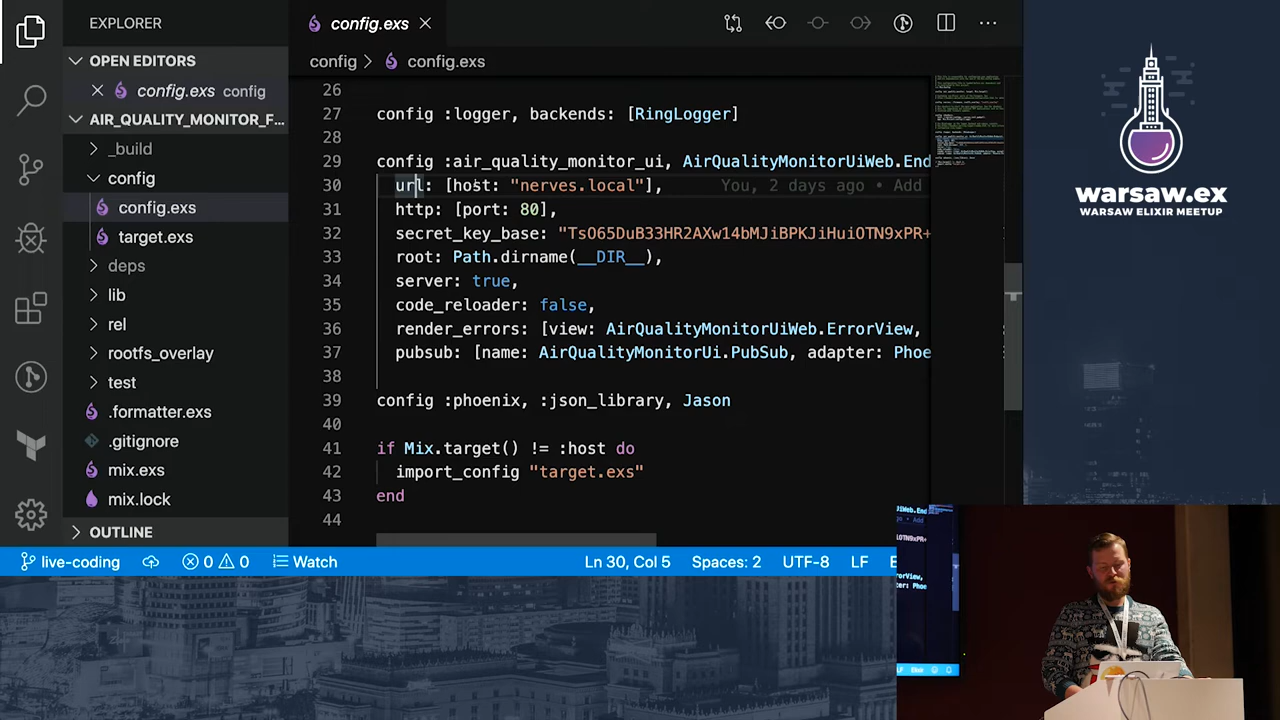 EXPLORER
OPEN EDITORS
config.exs config
AIR_QUALITY_MONITOR_F...
_build
config
config.exs
target.exs
deps
lib
rel
rootfs_overlay
test
.formatter.exs
.gitignore
mix.exs
mix.lock
OUTLINE
config.exs
config > config.exs
26
27 config :logger, backends: [RingLogger]
28
29 config :air_quality_monitor_ui, AirQualityMonitorUiWeb.End
30 url: [host: "nerves.local"], You, 2 days ago • Add
31 http: [port: 80],
32 secret_key_base: "TsO65DuB33HR2AXw14bMJiBPKJiHuiOTN9xPR+
33 root: Path.dirname(__DIR__),
34 server: true,
35 code_reloader: false,
36 render_errors: [view: AirQualityMonitorUiWeb.ErrorView,
37 pubsub: [name: AirQualityMonitorUi.PubSub, adapter: Phoe
38
39 config :phoenix, :json_library, Jason
40
41 if Mix.target() != :host do
42 import_config "target.exs"
43 end
44
live-coding 0 0 Watch Ln 30, Col 5 Spaces: 2 UTF-8 LF
warsaw.ex
WARSAW ELIXIR MEETUP